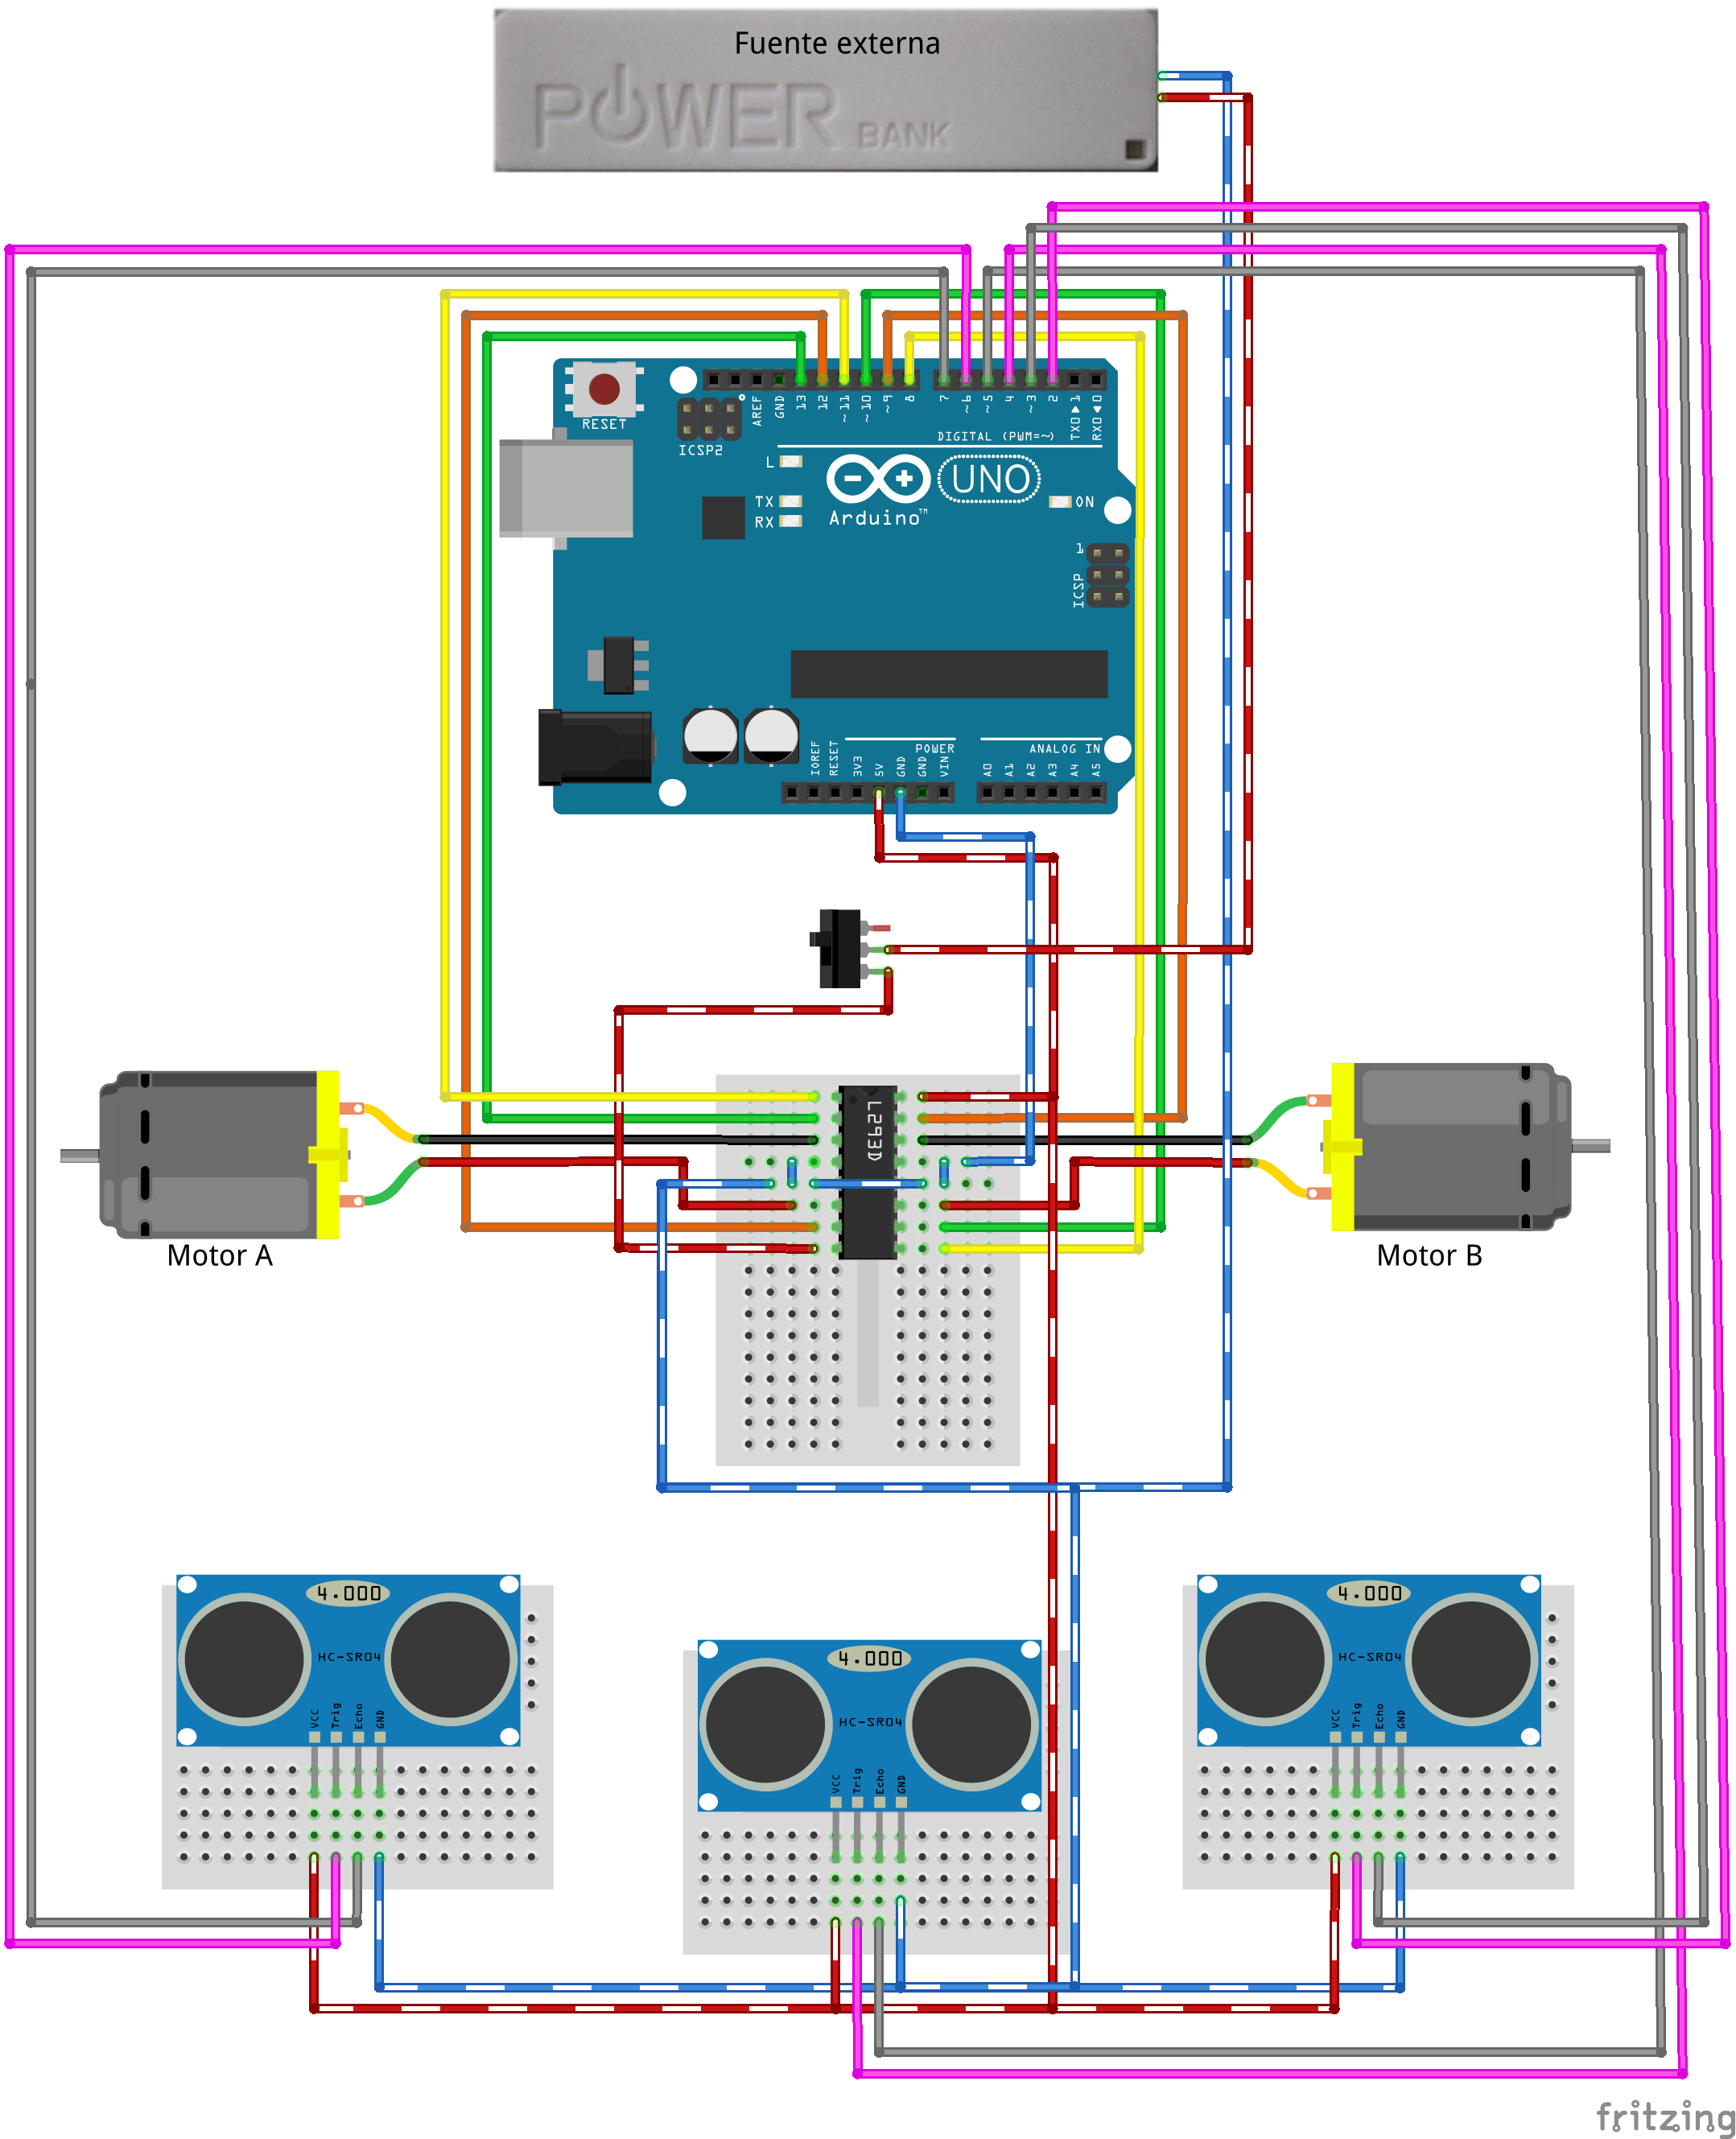 Fuente externa
POWER BANK
RESET
ICSP2
AREF
GND
13
12
~11
~10
~9
8
7
~6
~5
4
~3
2
TX0▶1
RX0◀0
DIGITAL (PWM=~)
L
TX
RX
UNO
ON
Arduino™
1
ICSP
IOREF
RESET
3V3
5V
GND
GND
VIN
POWER
ANALOG IN
A0
A1
A2
A3
A4
A5
L293D
Motor A
Motor B
4.000
HC-SR04
VCC
Trig
Echo
GND
4.000
HC-SR04
VCC
Trig
Echo
GND
4.000
HC-SR04
VCC
Trig
Echo
GND
fritzing